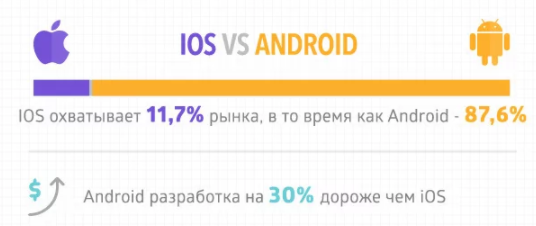 IOS VS ANDROID
IOS охватывает 11,7% рынка, в то время как Android - 87,6%
$ Android разработка на 30% дороже чем iOS